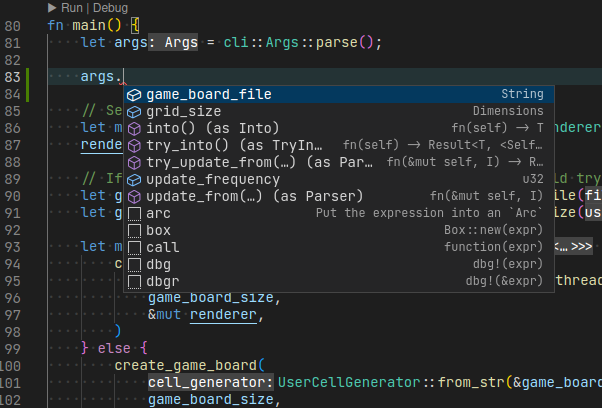 Run | Debug
80 fn main() {
81 let args: Args = cli::Args::parse();
82
83 args.
84
game_board_file String
grid_size Dimensions
into() (as Into) fn(self) -> T
try_into() (as TryIn… fn(self) -> Result<T, <Self…
try_update_from(…) (as Par… fn(&mut self, I) -> R…
update_frequency u32
update_from(…) (as Parser) fn(&mut self, I)
arc Put the expression into an `Arc`
box Box::new(expr)
call function(expr)
dbg dbg!(expr)
dbgr dbg!(&expr)
85 // Se
86 let m derer
87 rende
88
89 // If ld try
90 let g ile(fi
91 let g ize(us
92
93 let m <…>>>
94 c
95 thread
96 game_board_size,
97 &mut renderer,
98 )
99 } else {
100 create_game_board(
101 cell_generator: UserCellGenerator::from_str(&game_board
102 game_board_size,